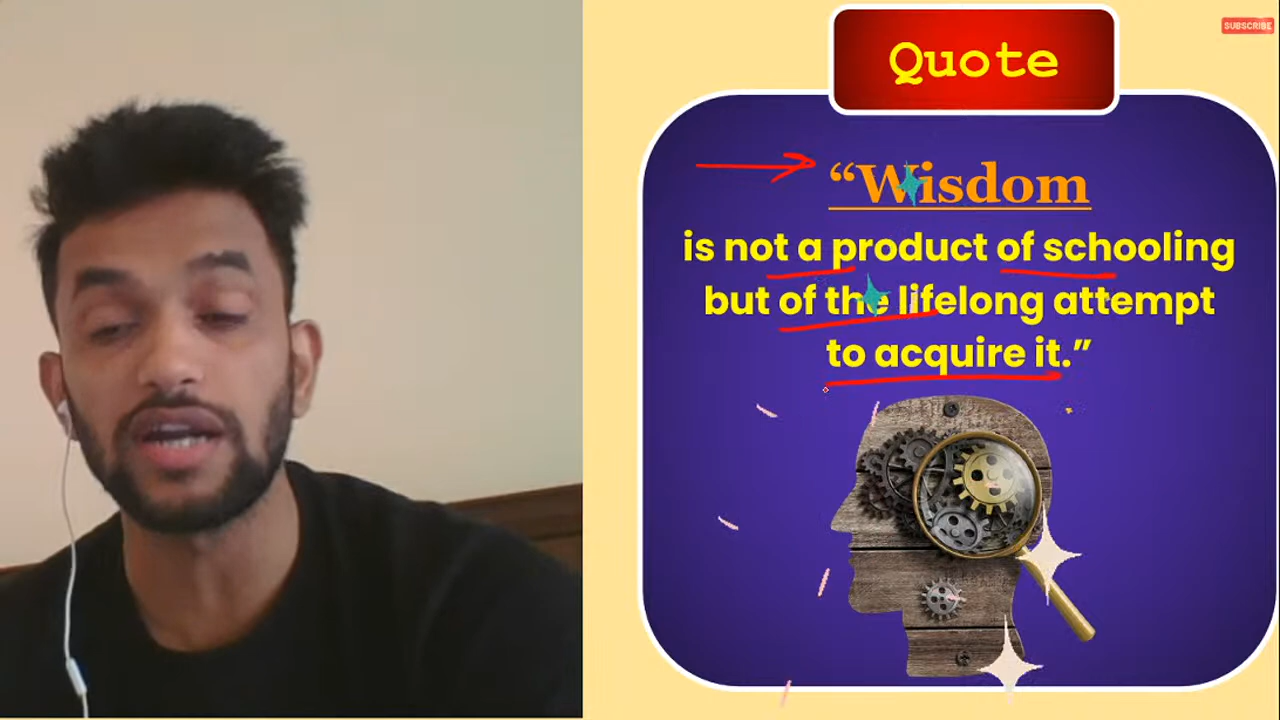 Quote
SUBSCRIBE
“Wisdom
is not a product of schooling
but of the lifelong attempt
to acquire it.”